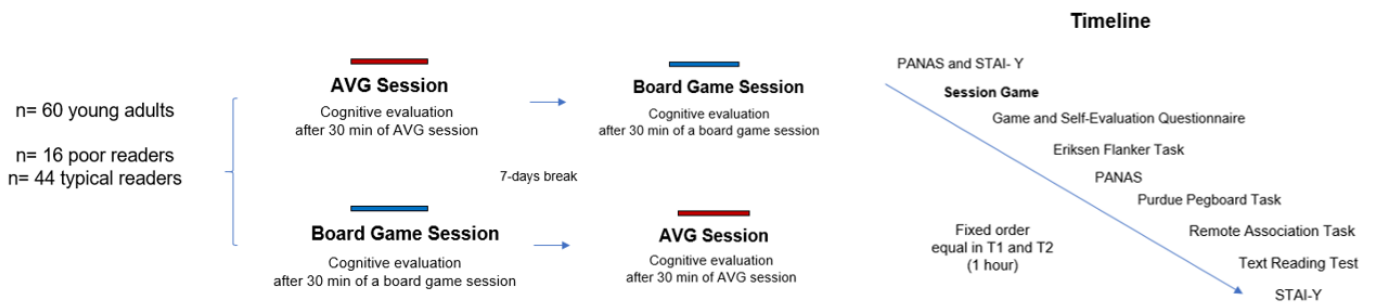 n= 60 young adults
n= 16 poor readers
n= 44 typical readers
AVG Session
Cognitive evaluation
after 30 min of AVG session
Board Game Session
Cognitive evaluation
after 30 min of a board game session
7-days break
Board Game Session
Cognitive evaluation
after 30 min of a board game session
AVG Session
Cognitive evaluation
after 30 min of AVG session
Timeline
PANAS and STAI- Y
Session Game
Game and Self-Evaluation Questionnaire
Eriksen Flanker Task
PANAS
Purdue Pegboard Task
Remote Association Task
Text Reading Test
STAI-Y
Fixed order
equal in T1 and T2
(1 hour)